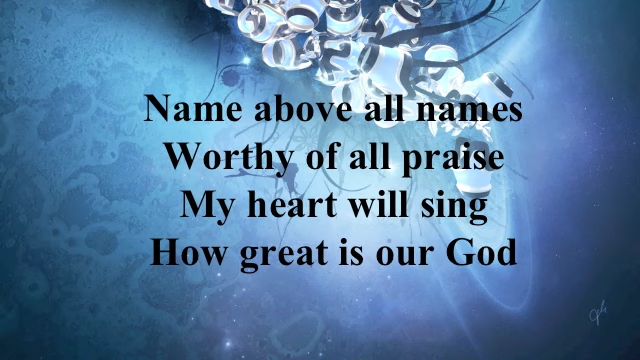 Name above all names
Worthy of all praise
My heart will sing
How great is our God